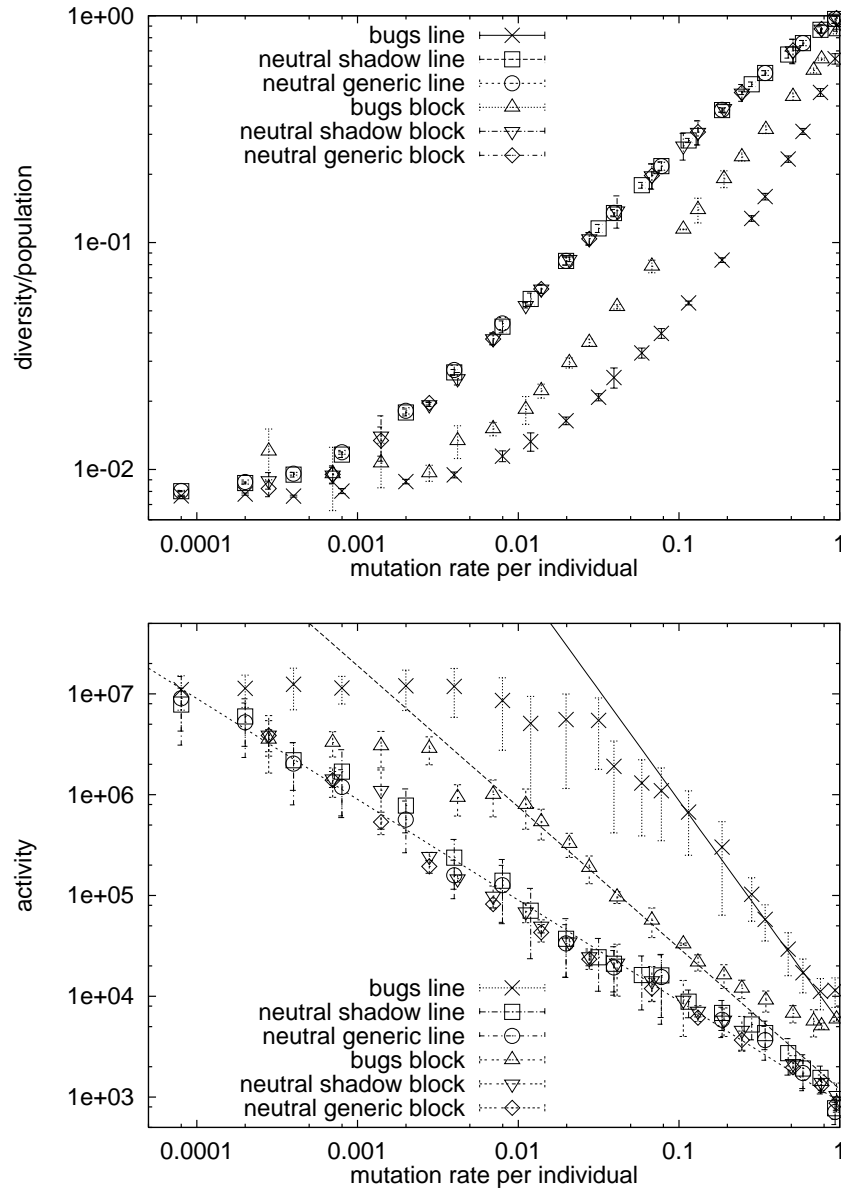 1e+00
1e-01
1e-02
diversity/population
bugs line
neutral shadow line
neutral generic line
bugs block
neutral shadow block
neutral generic block
0.0001 0.001 0.01 0.1 1
mutation rate per individual
1e+07
1e+06
1e+05
1e+04
1e+03
activity
bugs line
neutral shadow line
neutral generic line
bugs block
neutral shadow block
neutral generic block
0.0001 0.001 0.01 0.1 1
mutation rate per individual